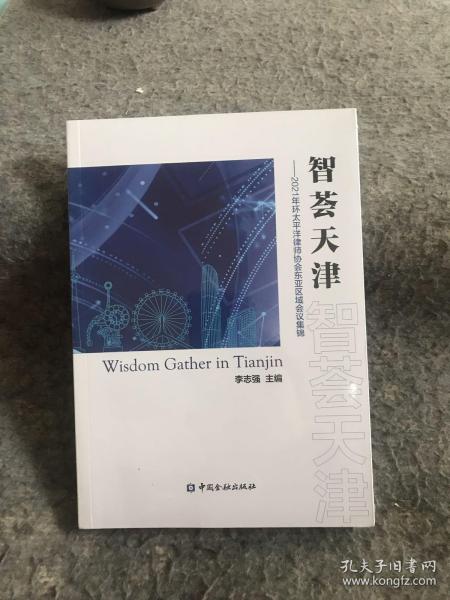 智荟天津
——2021年环太平洋律师协会东亚区域会议集锦
智荟天津
Wisdom Gather in Tianjin
李志强 主编
中国金融出版社
孔夫子旧书网
www.kongfz.com